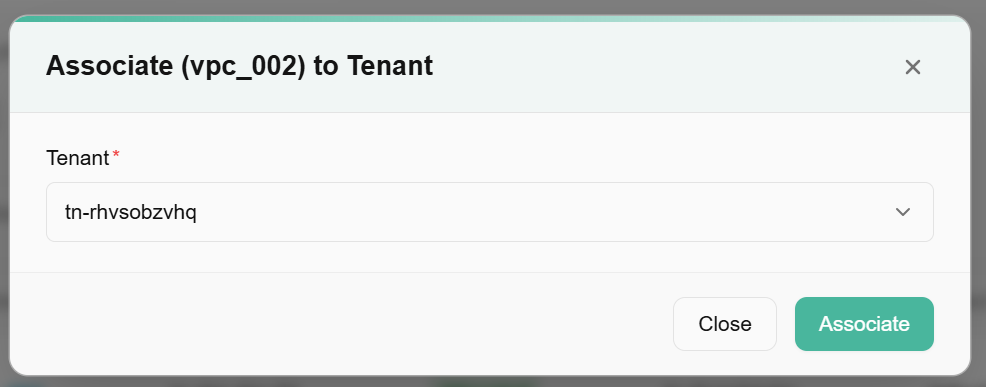 Associate (vpc_002) to Tenant
Tenant*
tn-rhvsobzvhq
Close
Associate